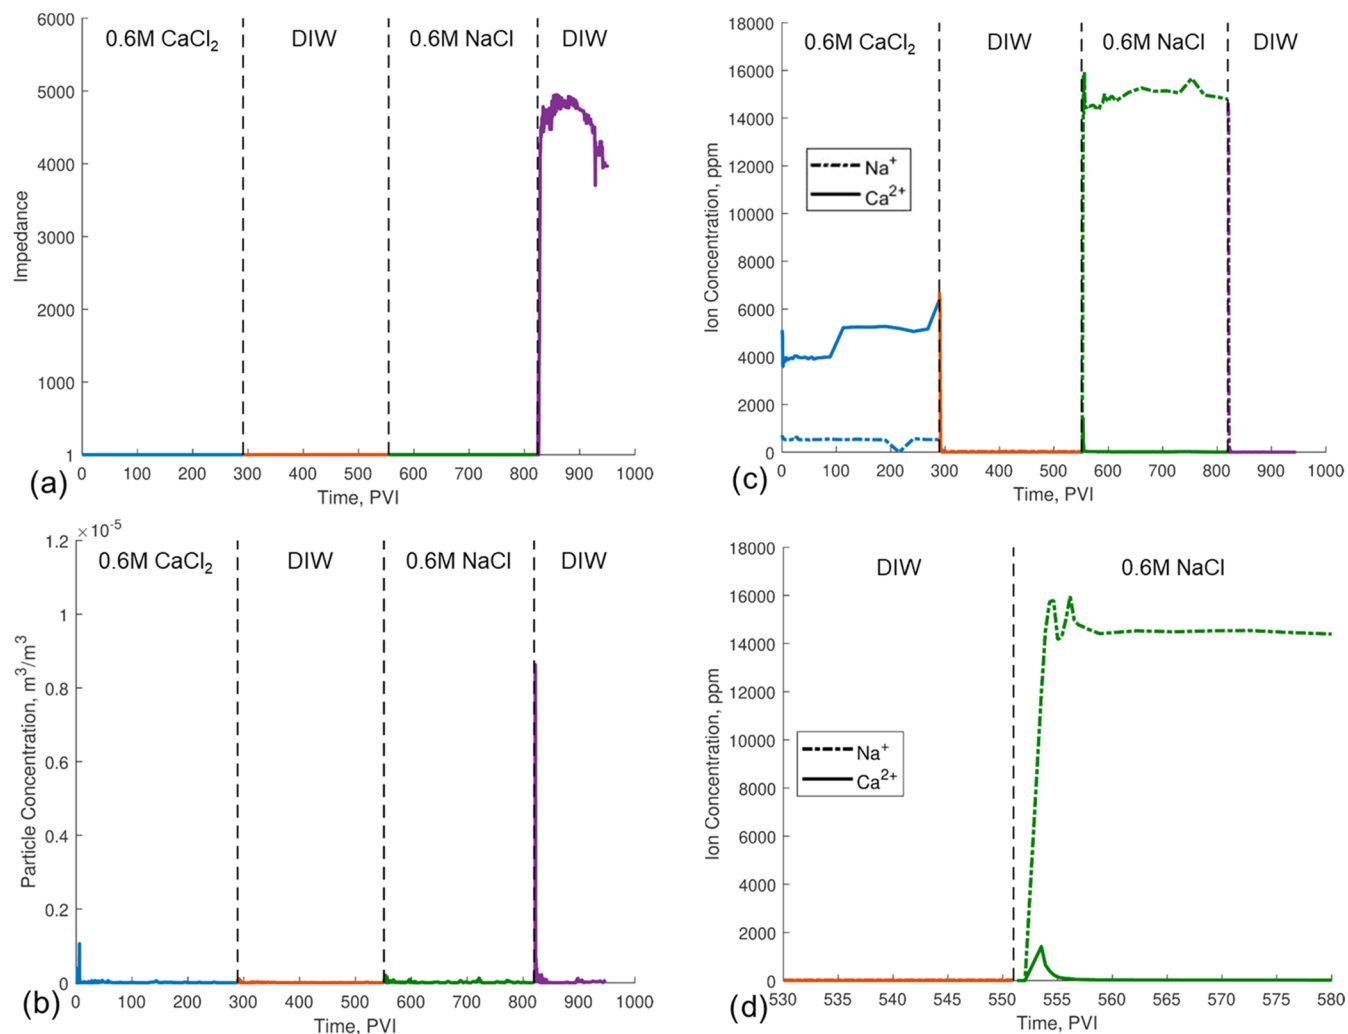 6000
5000
4000
3000
2000
1000
1
0 100 200 300 400 500 600 700 800 900 1000
Impedance
0.6M CaCl₂ DIW 0.6M NaCl DIW
Time, PVI
(a)
×10⁻⁵
1.2
1
0.8
0.6
0.4
0.2
0
0 100 200 300 400 500 600 700 800 900 1000
Particle Concentration, m³/m³
0.6M CaCl₂ DIW 0.6M NaCl DIW
Time, PVI
(b)
18000
16000
14000
12000
10000
8000
6000
4000
2000
0
0 100 200 300 400 500 600 700 800 900 1000
Ion Concentration, ppm
0.6M CaCl₂ DIW 0.6M NaCl DIW
Na⁺
Ca²⁺
Time, PVI
(c)
18000
16000
14000
12000
10000
8000
6000
4000
2000
0
530 535 540 545 550 555 560 565 570 575 580
Ion Concentration, ppm
DIW 0.6M NaCl
Na⁺
Ca²⁺
Time, PVI
(d)